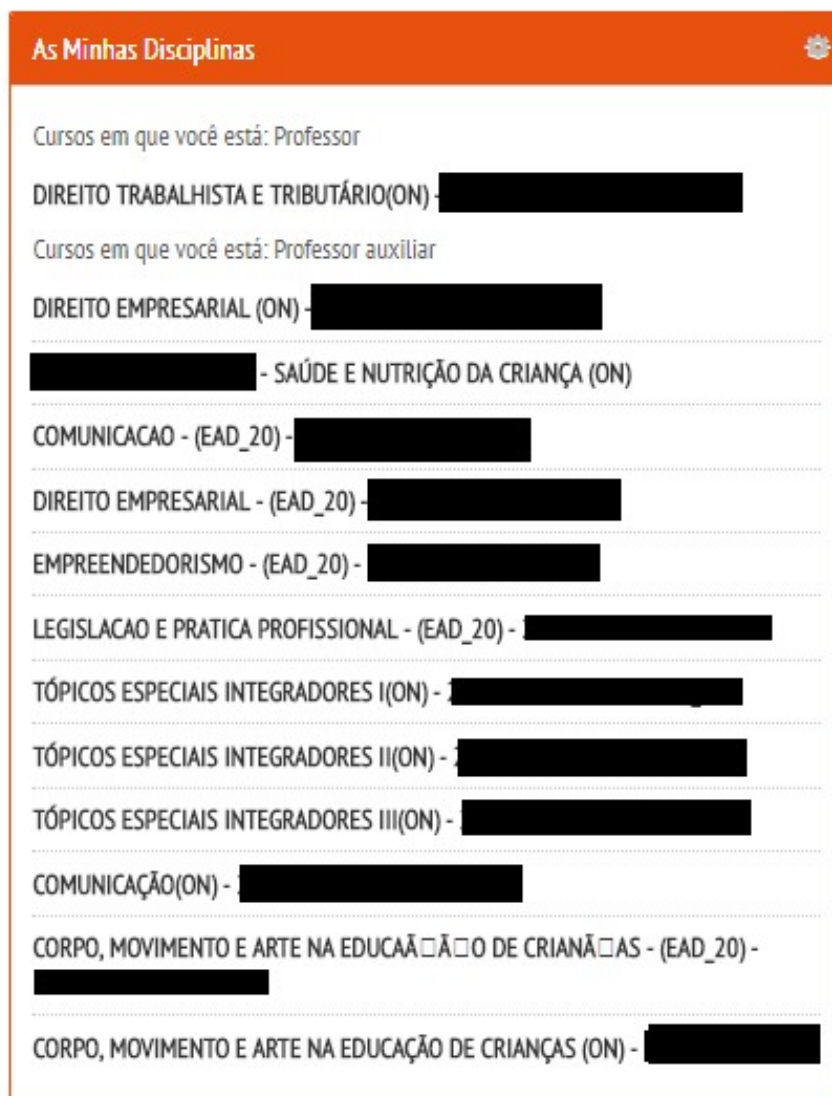 As Minhas Disciplinas
Cursos em que você está: Professor
DIREITO TRABALHISTA E TRIBUTÁRIO(ON) -
Cursos em que você está: Professor auxiliar
DIREITO EMPRESARIAL (ON) -
- SAÚDE E NUTRIÇÃO DA CRIANÇA (ON)
COMUNICACAO - (EAD_20) -
DIREITO EMPRESARIAL - (EAD_20) -
EMPREENDEDORISMO - (EAD_20) -
LEGISLACAO E PRATICA PROFISSIONAL - (EAD_20) -
TÓPICOS ESPECIAIS INTEGRADORES I(ON) -
TÓPICOS ESPECIAIS INTEGRADORES II(ON) -
TÓPICOS ESPECIAIS INTEGRADORES III(ON) -
COMUNICAÇÃO(ON) -
CORPO, MOVIMENTO E ARTE NA EDUCAÃ□Ã□O DE CRIANÃ□AS - (EAD_20) -
CORPO, MOVIMENTO E ARTE NA EDUCAÇÃO DE CRIANÇAS (ON) -